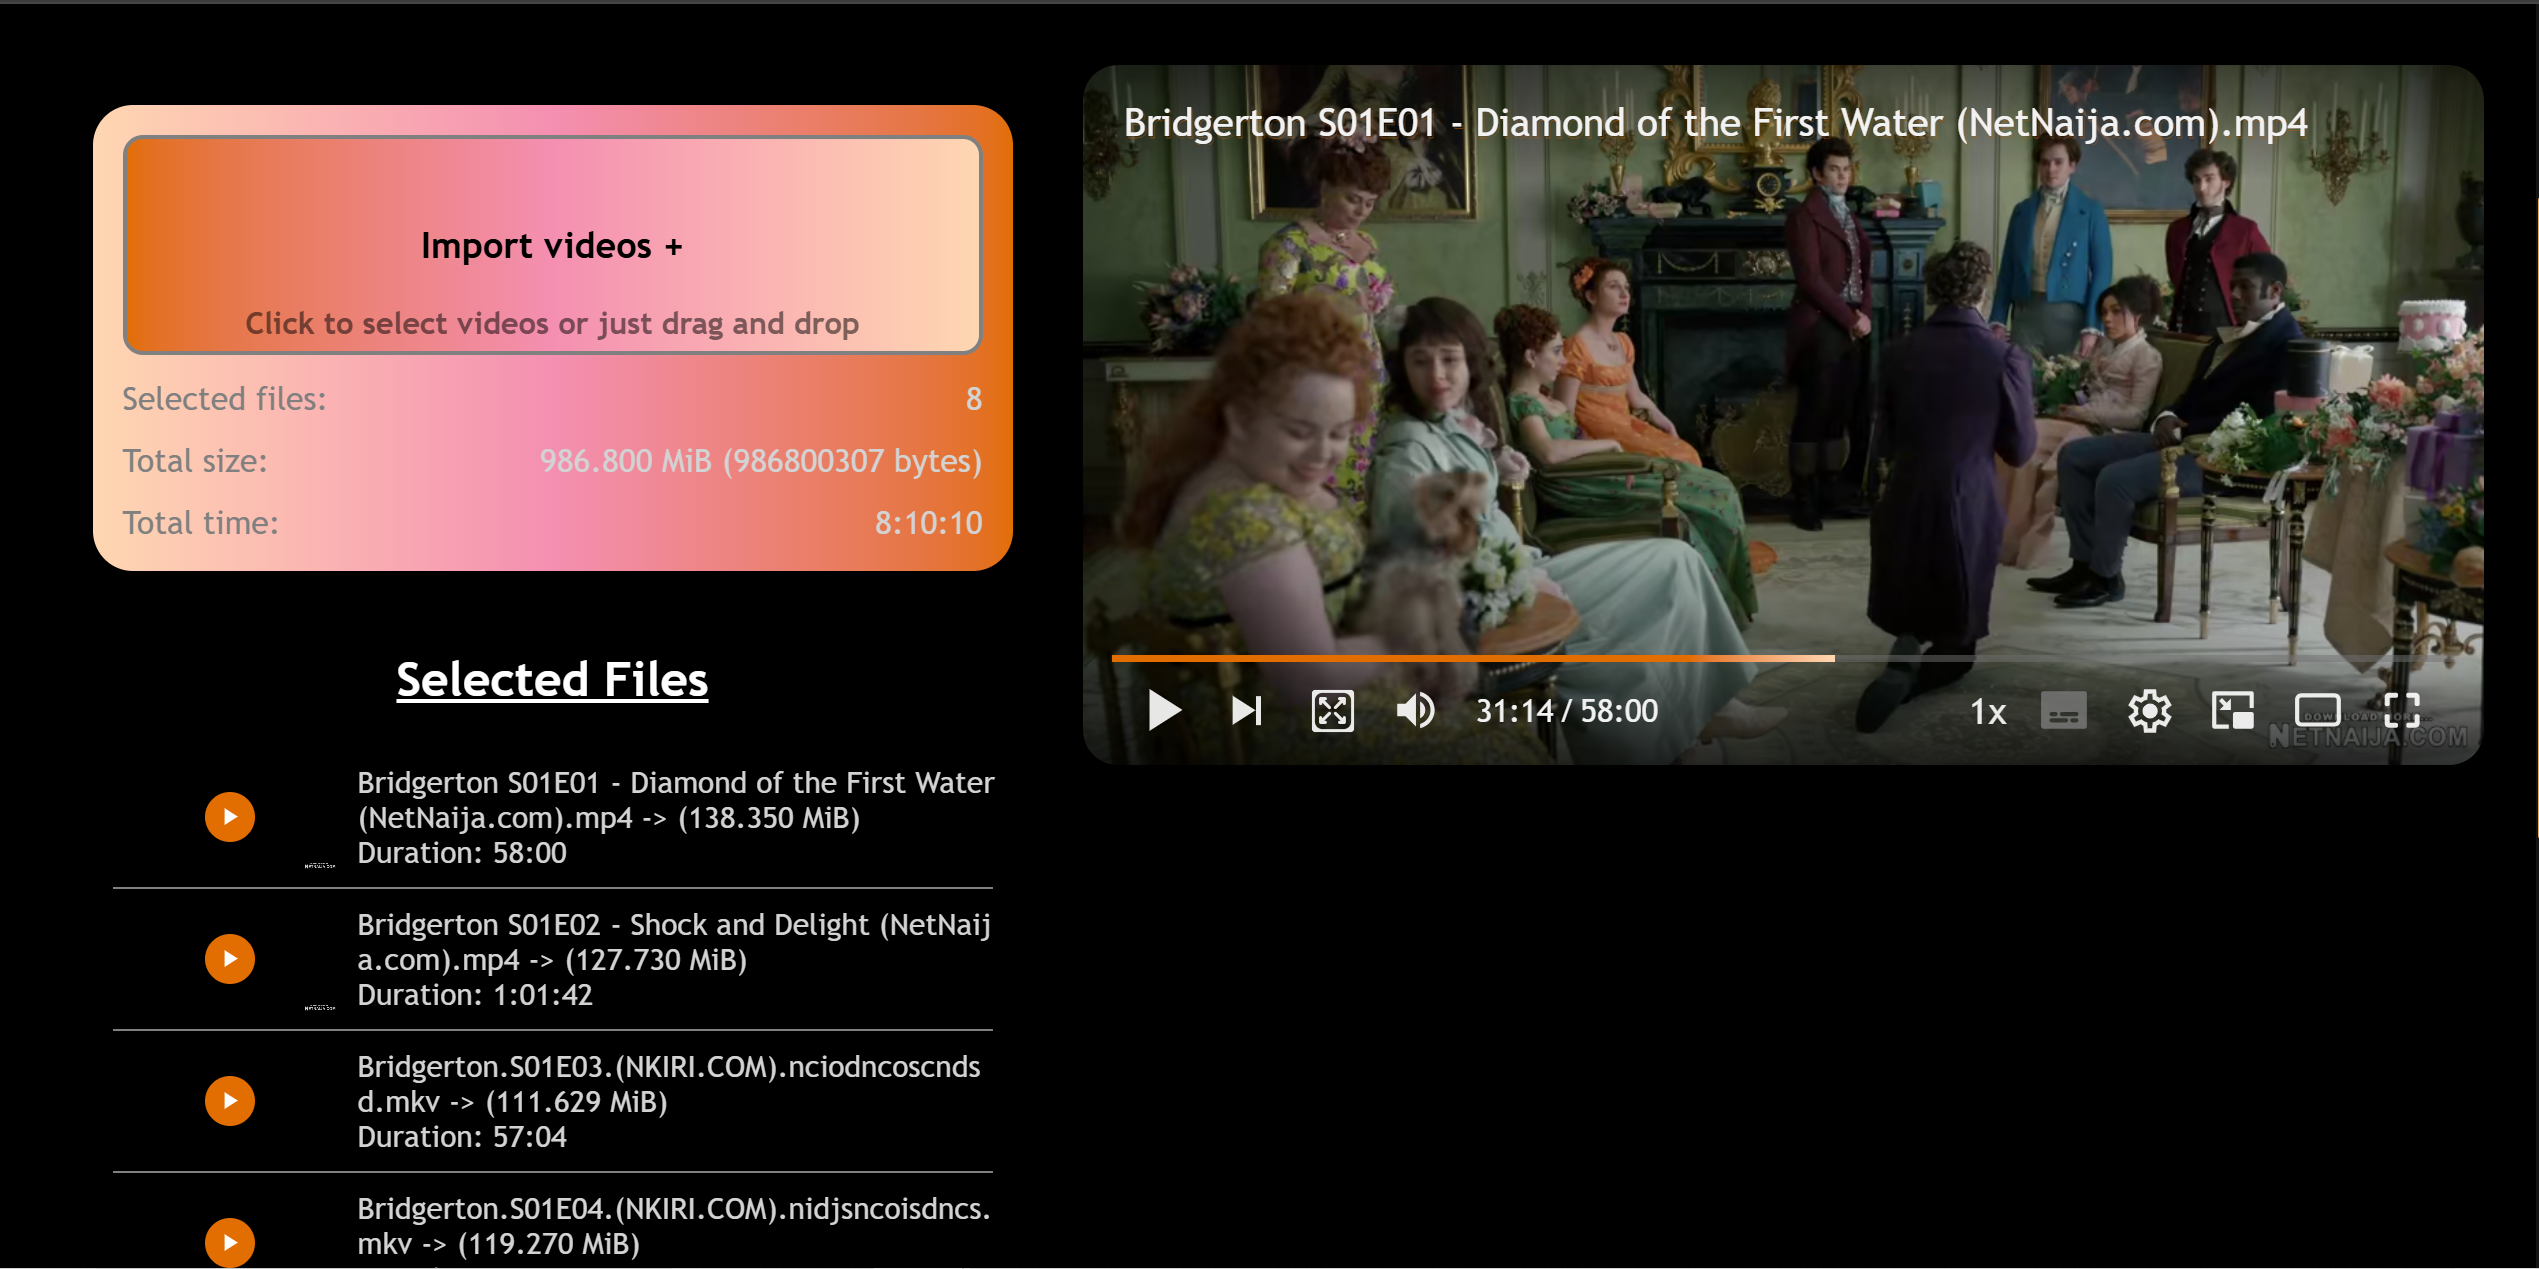 Import videos +
Click to select videos or just drag and drop
Selected files:
8
Total size:
986.800 MiB (986800307 bytes)
Total time:
8:10:10
Selected Files
Bridgerton S01E01 - Diamond of the First Water
(NetNaija.com).mp4 -> (138.350 MiB)
Duration: 58:00
Bridgerton S01E02 - Shock and Delight (NetNaij
a.com).mp4 -> (127.730 MiB)
Duration: 1:01:42
Bridgerton.S01E03.(NKIRI.COM).nciodncoscnds
d.mkv -> (111.629 MiB)
Duration: 57:04
Bridgerton.S01E04.(NKIRI.COM).nidjsncoisdncs.
mkv -> (119.270 MiB)
Bridgerton S01E01 - Diamond of the First Water (NetNaija.com).mp4
31:14 / 58:00
1x
NETNAIJA.COM